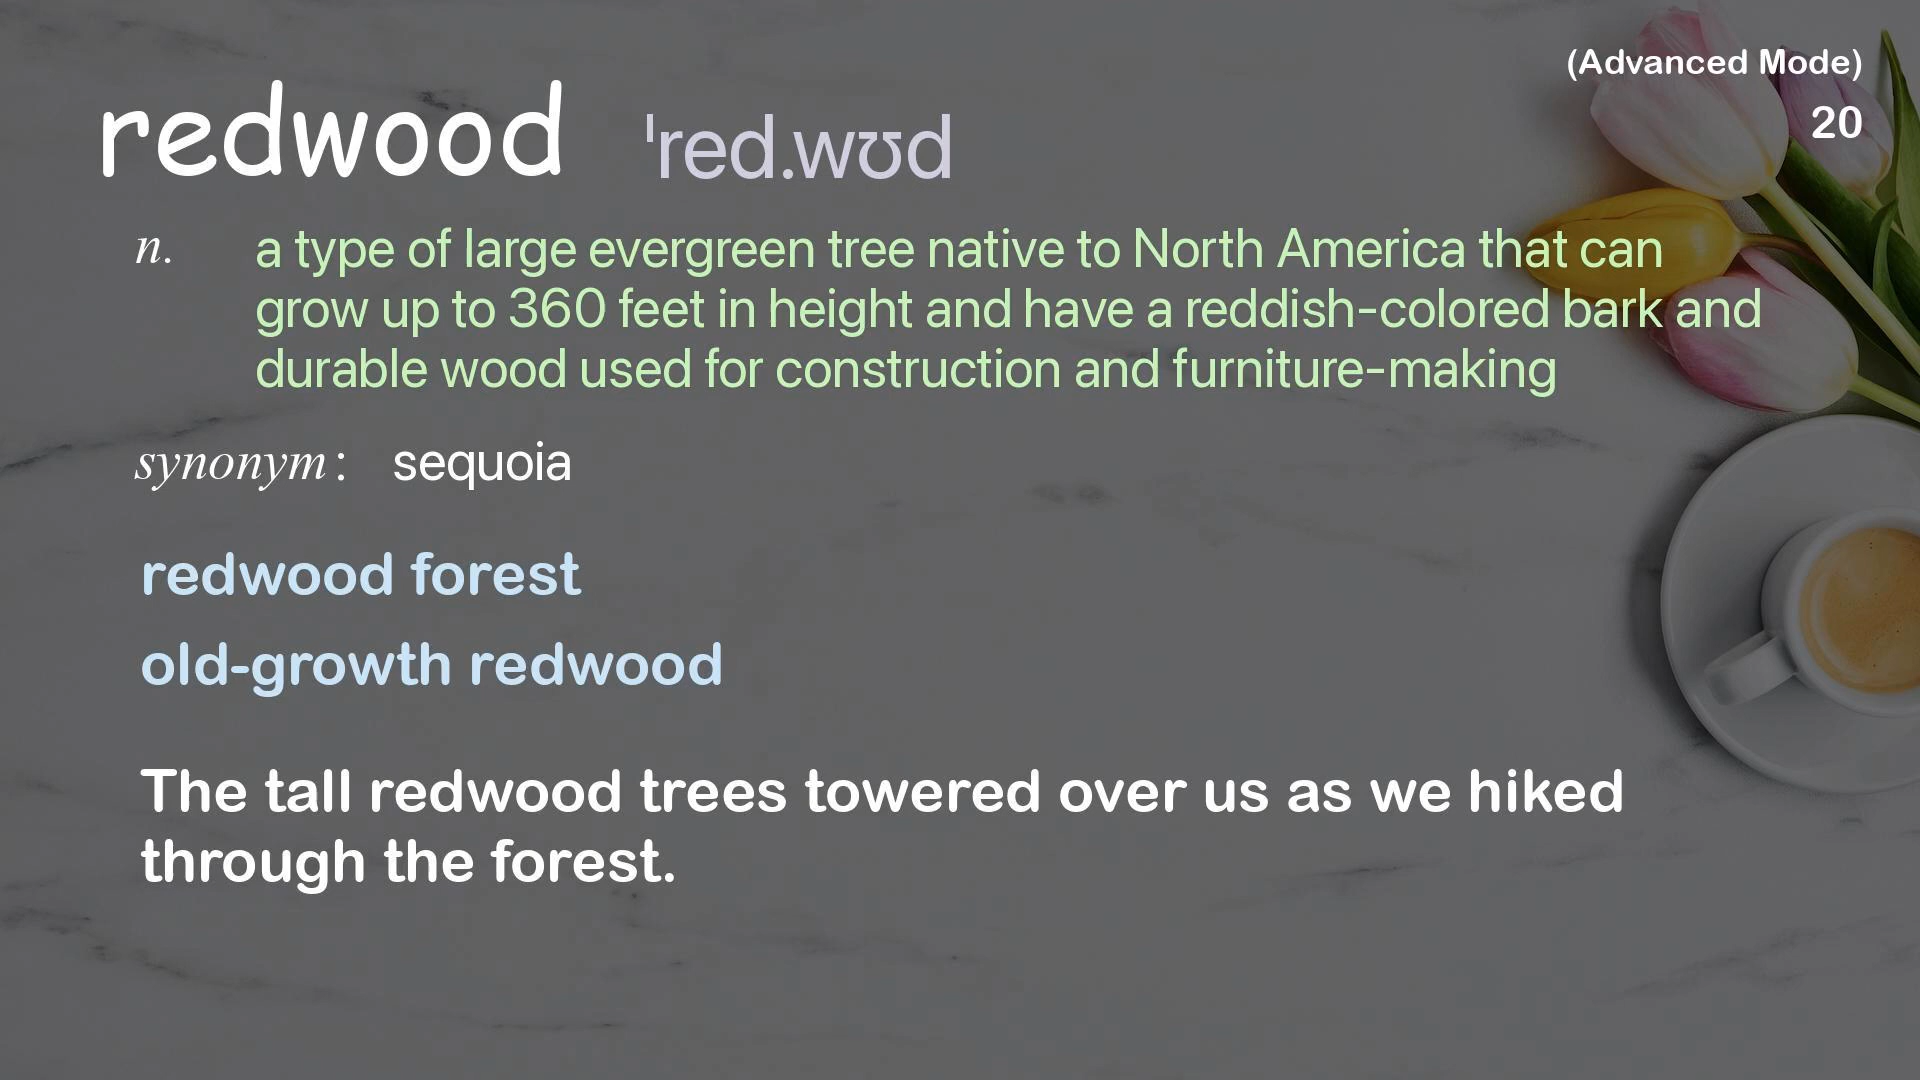 (Advanced Mode)
20
redwood ˈred.wʊd
n. a type of large evergreen tree native to North America that can
grow up to 360 feet in height and have a reddish-colored bark and
durable wood used for construction and furniture-making
synonym: sequoia
redwood forest
old-growth redwood
The tall redwood trees towered over us as we hiked
through the forest.